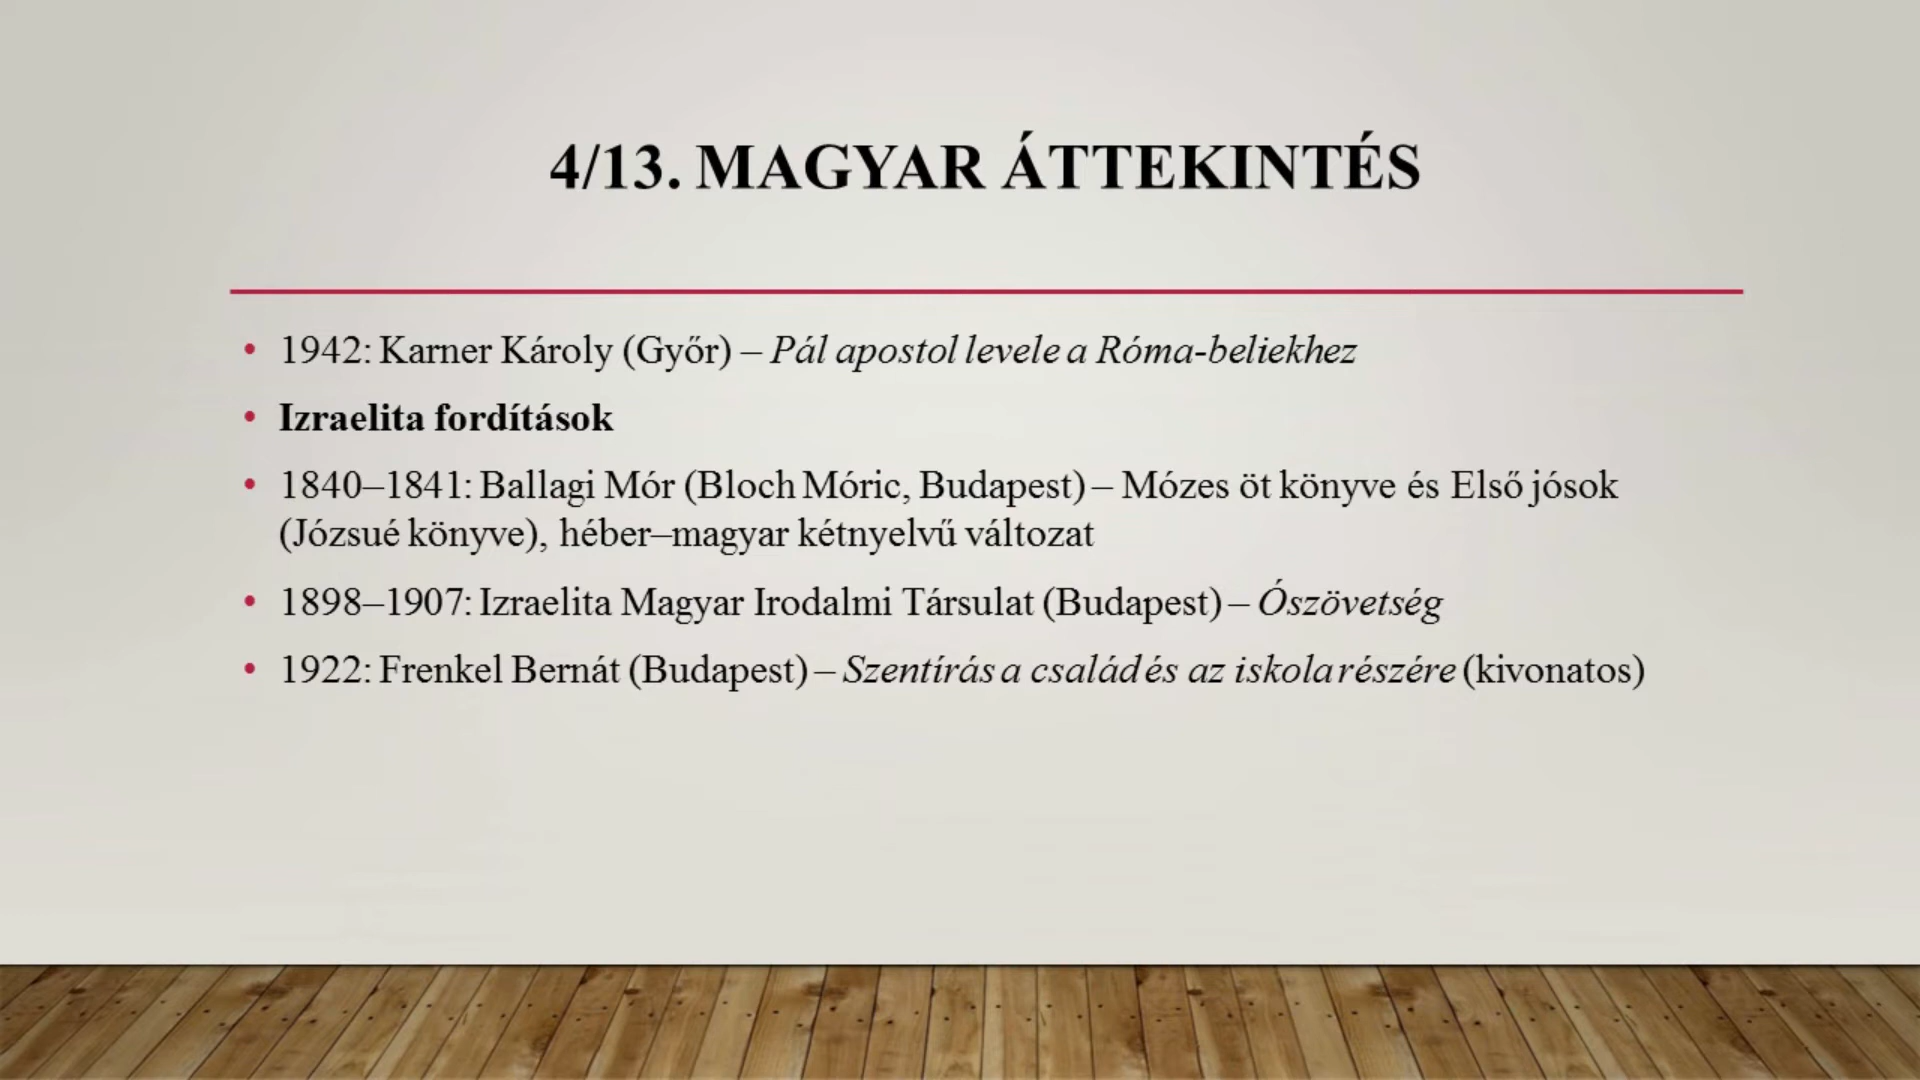 4/13. MAGYAR ÁTTEKINTÉS
• 1942: Karner Károly (Győr) – Pál apostol levele a Róma-beliekhez
• Izraelita fordítások
• 1840–1841: Ballagi Mór (Bloch Móric, Budapest) – Mózes öt könyve és Első jósok
(Józsué könyve), héber–magyar kétnyelvű változat
• 1898–1907: Izraelita Magyar Irodalmi Társulat (Budapest) – Ószövetség
• 1922: Frenkel Bernát (Budapest) – Szentírás a család és az iskola részére (kivonatos)